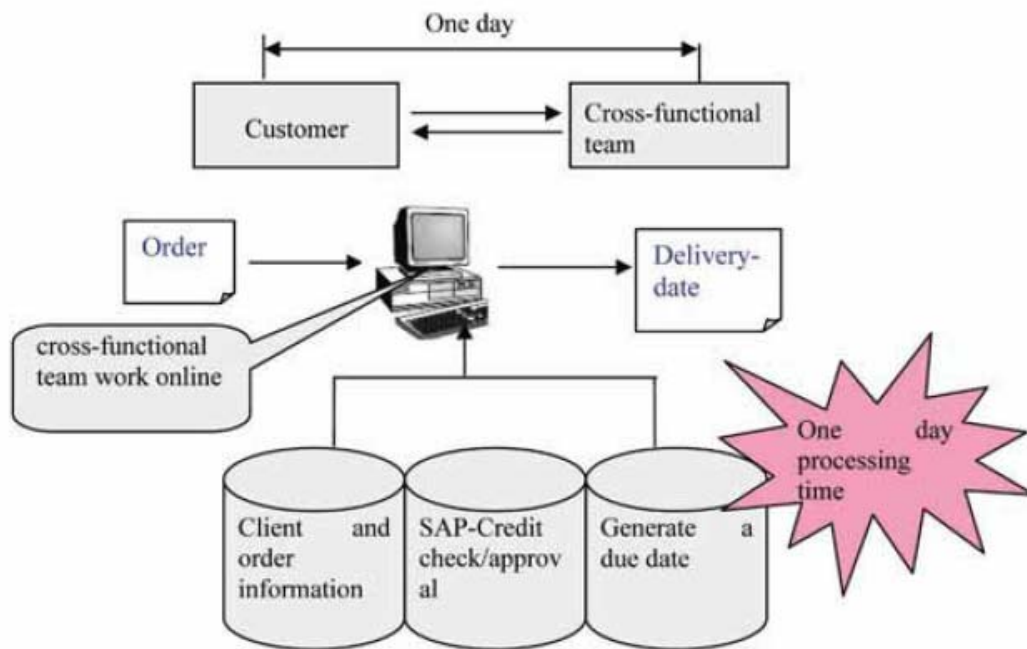 One day
Customer
Cross-functional
team
Order
Delivery-
date
cross-functional
team work online
One day
processing
time
Client and
order
information
SAP-Credit
check/approv
al
Generate a
due date